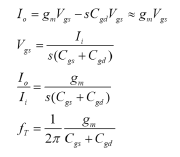 I_o = g_m V_gs − sC_gd V_gs ≈ g_m V_gs
V_gs = I_i / s(C_gs + C_gd)
I_o / I_i = g_m / s(C_gs + C_gd)
f_T = 1 / 2π g_m / C_gs + C_gd